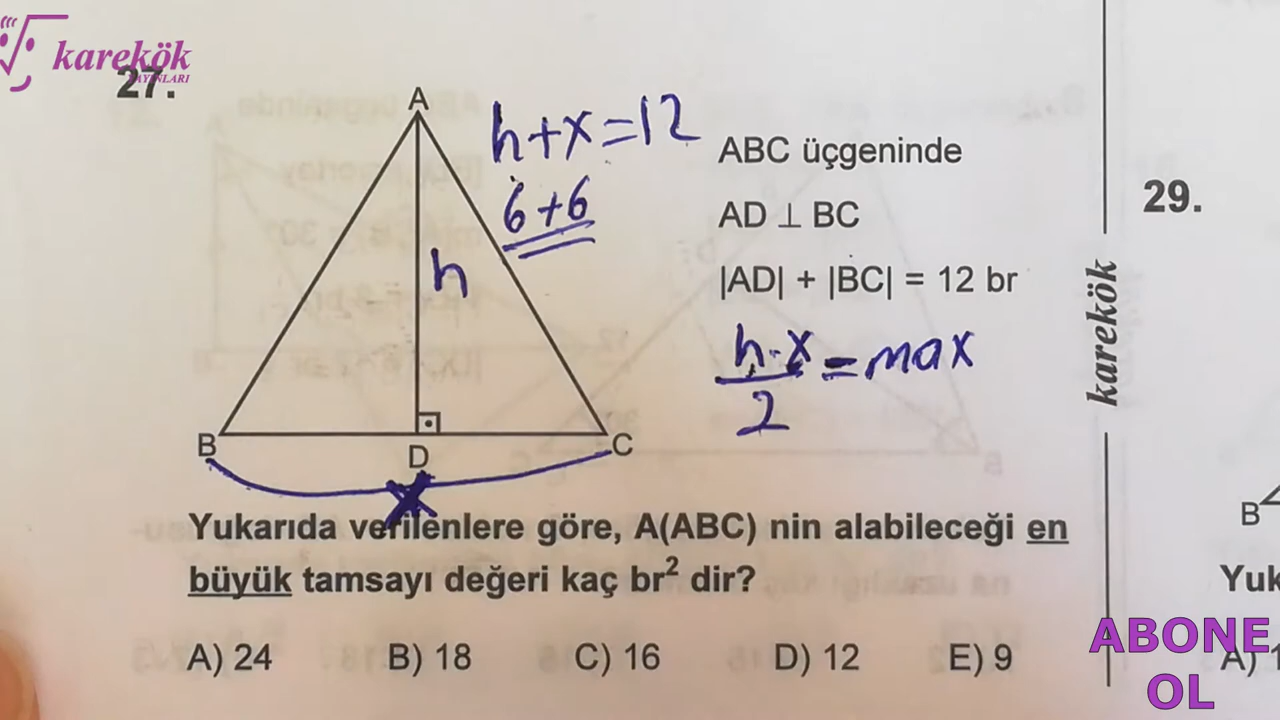 karekök
YAYINLARI
27.
A
h+x=12
6+6
h
B
D
C
x
ABC üçgeninde
AD ⊥ BC
|AD| + |BC| = 12 br
h.x
2
=max
Yukarıda verilenlere göre, A(ABC) nin alabileceği en
büyük tamsayı değeri kaç br² dir?
A) 24 B) 18 C) 16 D) 12 E) 9
karekök
29.
B
Yuk
A) 1
ABONE
OL